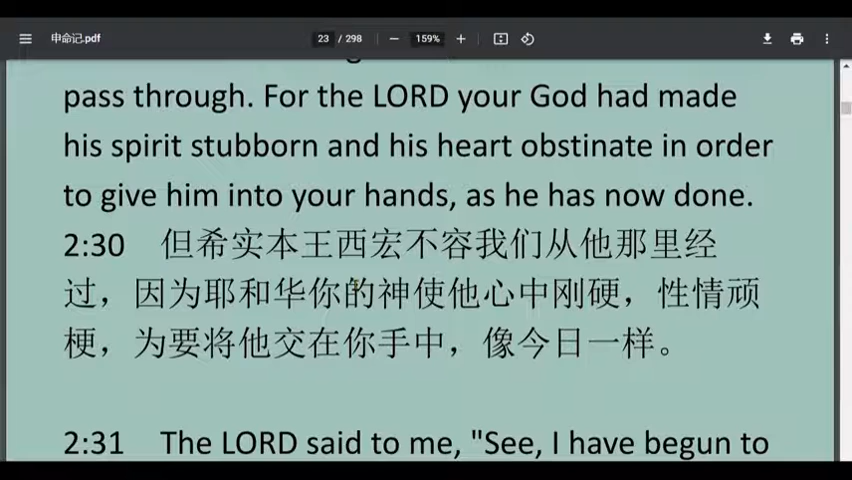 申命记.pdf
23 / 298
159%
pass through. For the LORD your God had made
his spirit stubborn and his heart obstinate in order
to give him into your hands, as he has now done.
2:30 但希实本王西宏不容我们从他那里经
过，因为耶和华你的神使他心中刚硬，性情顽
梗，为要将他交在你手中，像今日一样。
2:31 The LORD said to me, "See, I have begun to